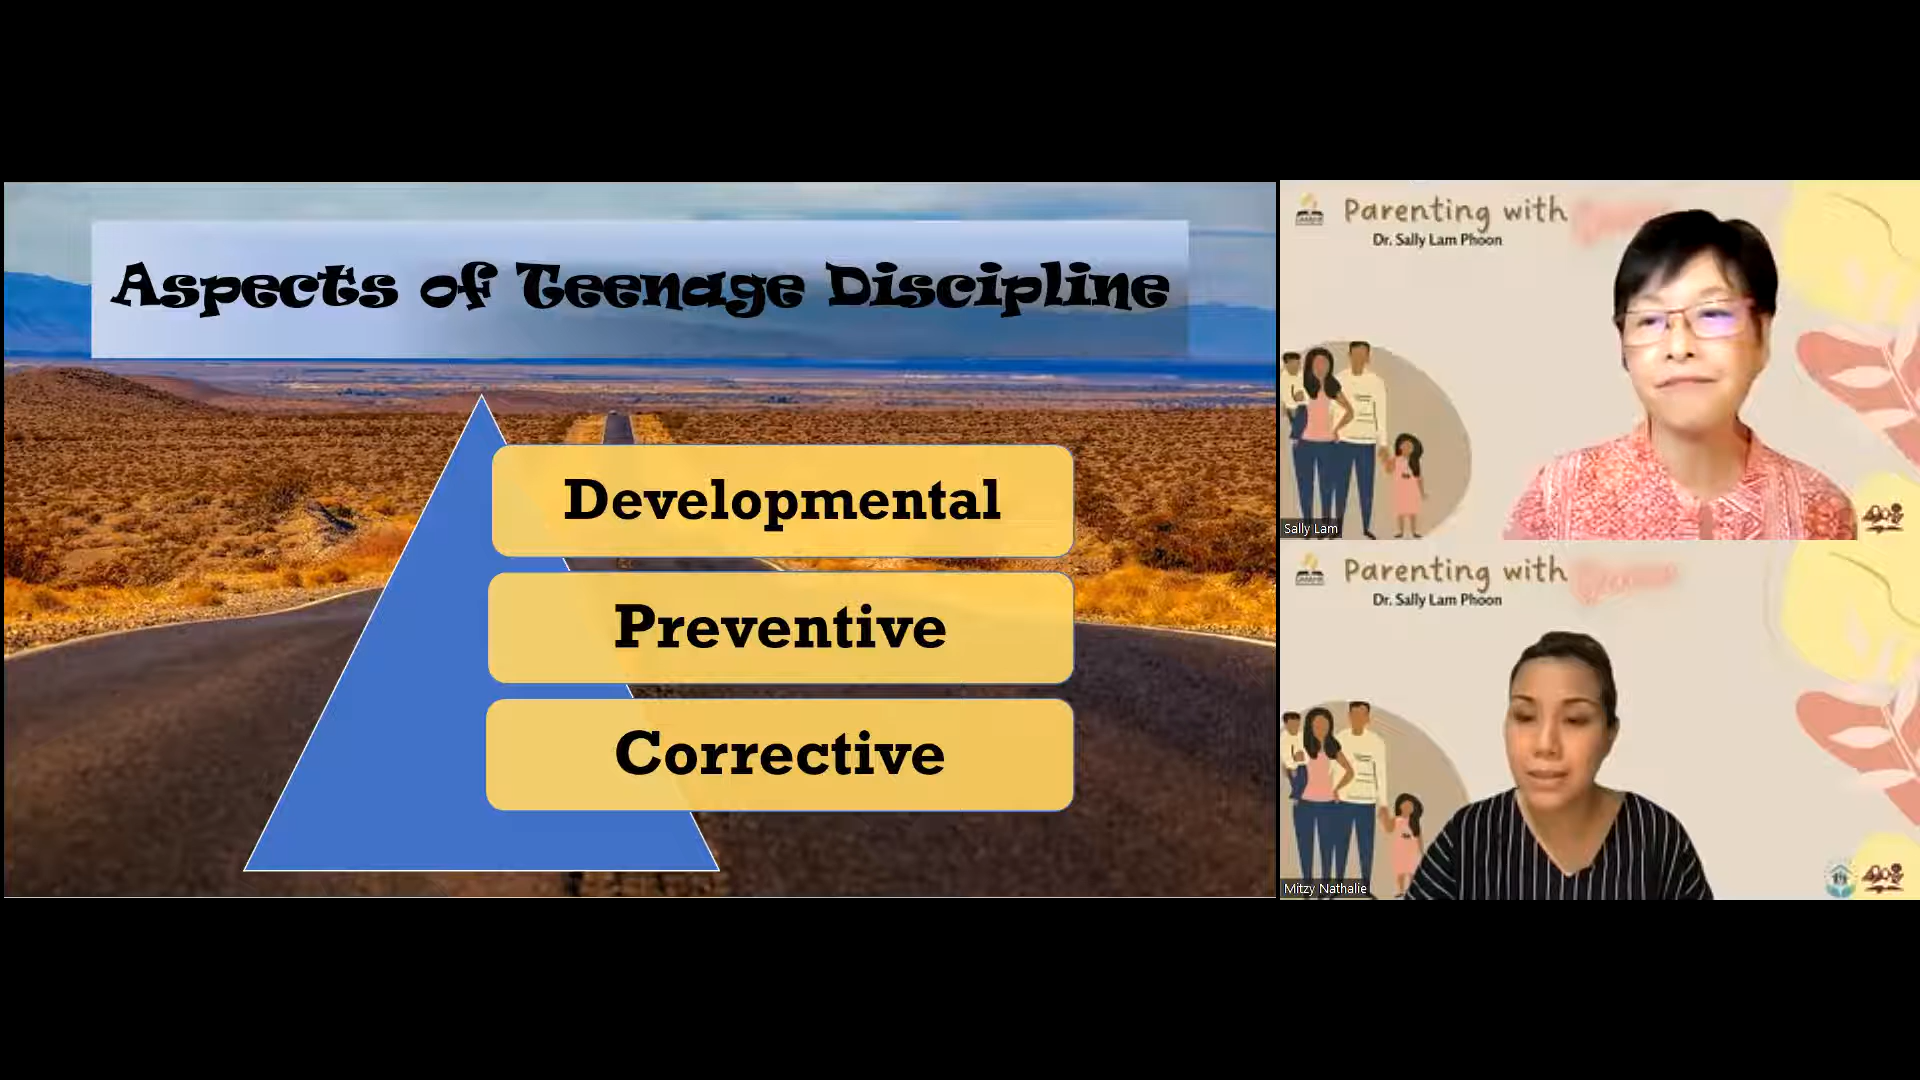 Aspects of Teenage Discipline
Developmental
Preventive
Corrective
Parenting with
Dr. Sally Lam Phoon
Sally Lam
Parenting with
Dr. Sally Lam Phoon
Mitzy Nathalie